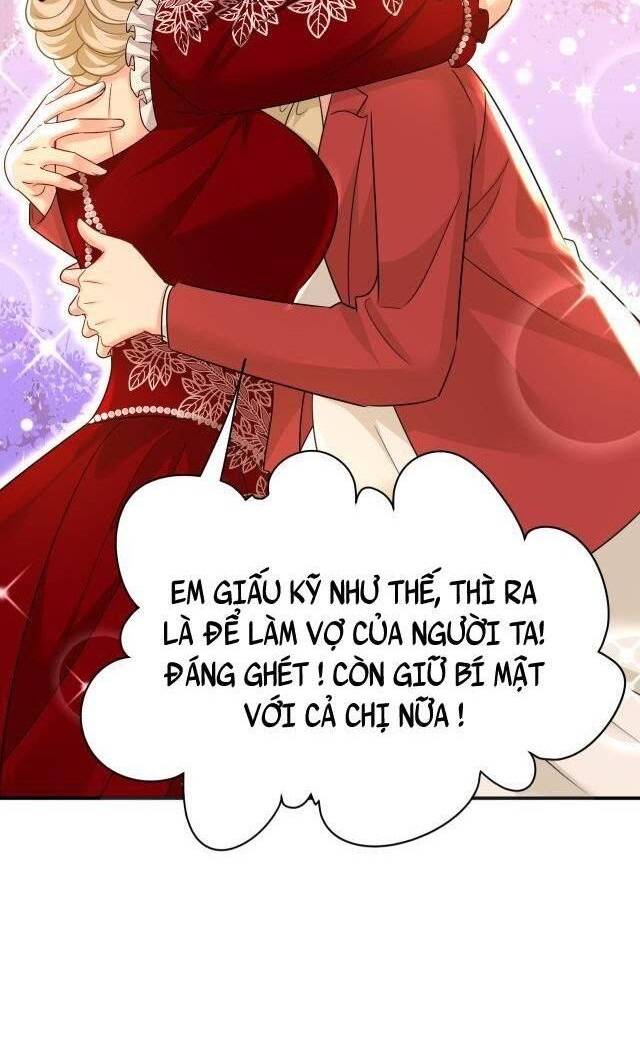 EM GIẤU KỸ NHƯ THẾ, THÌ RA
LÀ ĐỂ LÀM VỢ CỦA NGƯỜI TA!
ĐÁNG GHÉT ! CÒN GIỮ BÍ MẬT
VỚI CẢ CHỊ NỮA !